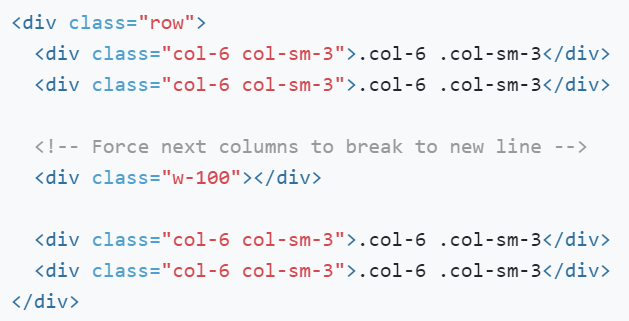 <div class="row">
<div class="col-6 col-sm-3">.col-6 .col-sm-3</div>
<div class="col-6 col-sm-3">.col-6 .col-sm-3</div>
<!-- Force next columns to break to new line -->
<div class="w-100"></div>
<div class="col-6 col-sm-3">.col-6 .col-sm-3</div>
<div class="col-6 col-sm-3">.col-6 .col-sm-3</div>
</div>